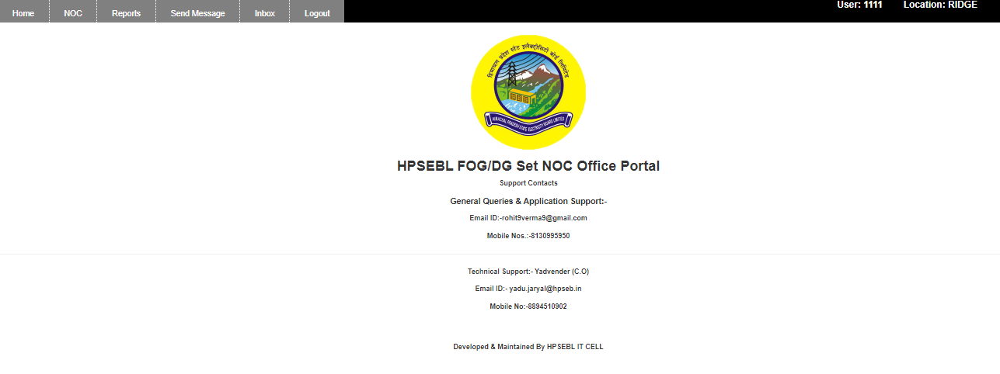 Home NOC Reports Send Message Inbox Logout User: 1111 Location: RIDGE
हिमाचल प्रदेश स्टेट इलैक्ट्रीसिटी बोर्ड लिमिटेड
HIMACHAL PRADESH STATE ELECTRICITY BOARD LIMITED
HPSEBL FOG/DG Set NOC Office Portal
Support Contacts
General Queries & Application Support:-
Email ID:-rohit9verma9@gmail.com
Mobile Nos.:-8130995950
Technical Support:- Yadvender (C.O)
Email ID:- yadu.jaryal@hpseb.in
Mobile No:-8894510902
Developed & Maintained By HPSEBL IT CELL